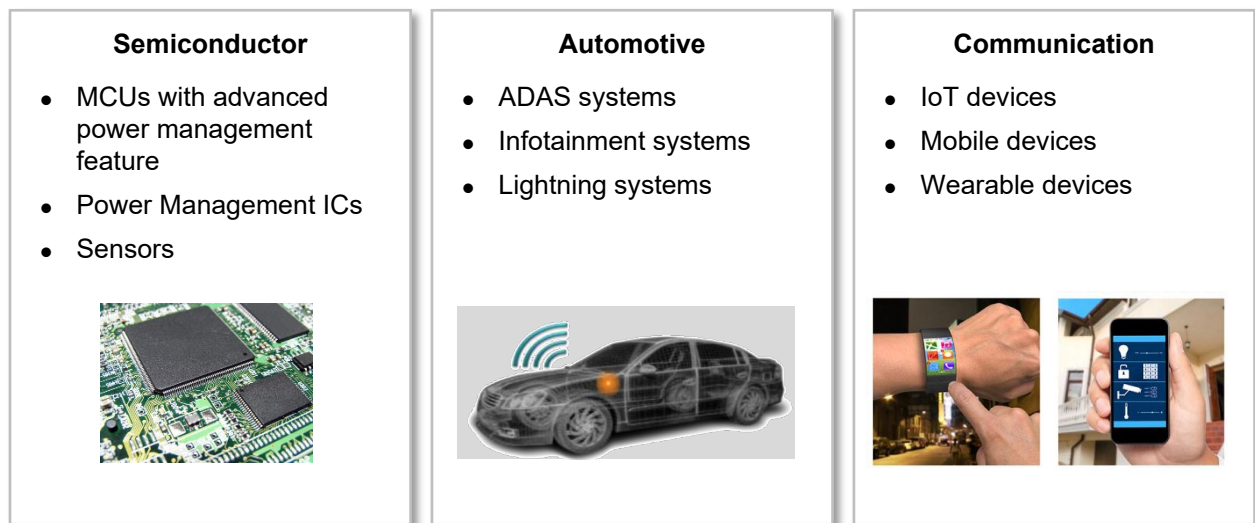 Semiconductor
● MCUs with advanced
power management
feature
● Power Management ICs
● Sensors
Automotive
● ADAS systems
● Infotainment systems
● Lightning systems
Communication
● IoT devices
● Mobile devices
● Wearable devices